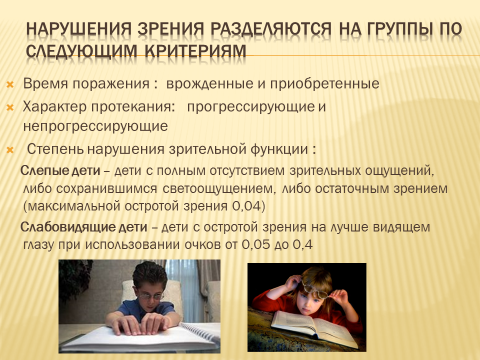 НАРУШЕНИЯ ЗРЕНИЯ РАЗДЕЛЯЮТСЯ НА ГРУППЫ ПО
СЛЕДУЮЩИМ КРИТЕРИЯМ
Время поражения : врожденные и приобретенные
Характер протекания: прогрессирующие и
непрогрессирующие
Степень нарушения зрительной функции :
Слепые дети – дети с полным отсутствием зрительных ощущений,
либо сохранившимся светоощущением, либо остаточным зрением
(максимальной остротой зрения 0,04)
Слабовидящие дети – дети с остротой зрения на лучше видящем
глазу при использовании очков от 0,05 до 0,4